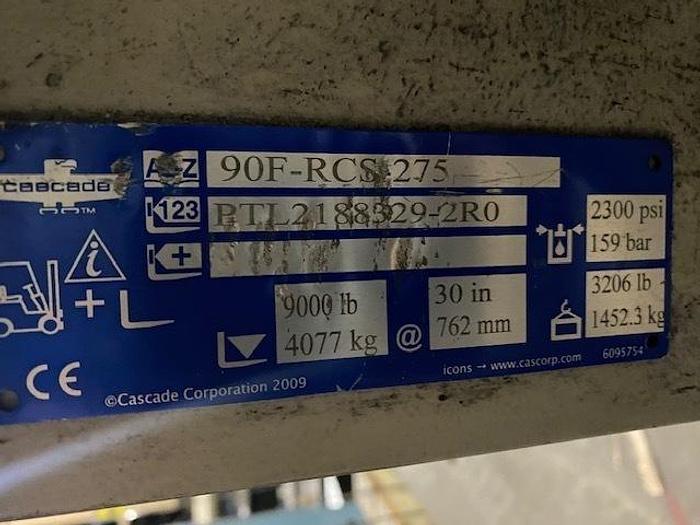 cascade
TM
A-Z
90F-RCS-275
123
PTL2188329-2R0
2300 psi
159 bar
9000 lb
4077 kg
@
30 in
762 mm
3206 lb
1452.3 kg
CE
©Cascade Corporation 2009
icons → www.cascorp.com
6095754